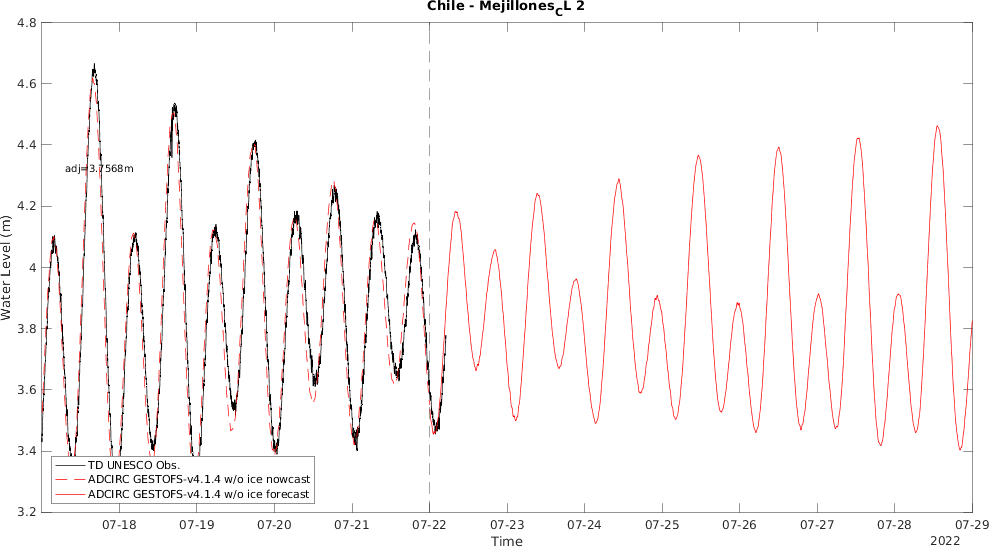 Chile - Mejillones_CL 2
4.8
4.6
4.4
4.2
4
3.8
3.6
3.4
3.2
Water Level (m)
adj=3.7568m
TD UNESCO Obs.
ADCIRC GESTOFS-v4.1.4 w/o ice nowcast
ADCIRC GESTOFS-v4.1.4 w/o ice forecast
07-18 07-19 07-20 07-21 07-22 07-23 07-24 07-25 07-26 07-27 07-28 07-29
Time
2022